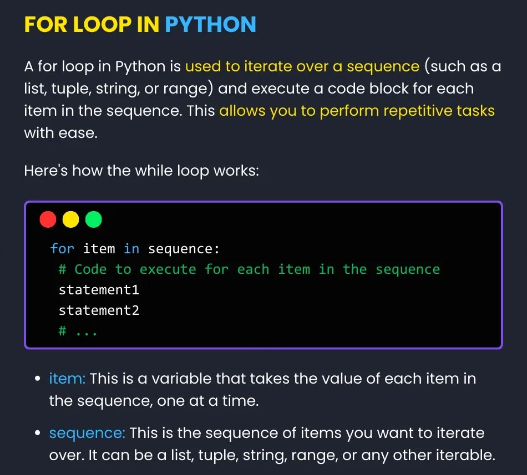 FOR LOOP IN PYTHON
A for loop in Python is used to iterate over a sequence (such as a
list, tuple, string, or range) and execute a code block for each
item in the sequence. This allows you to perform repetitive tasks
with ease.
Here's how the while loop works:
for item in sequence:
# Code to execute for each item in the sequence
statement1
statement2
# ...
• item: This is a variable that takes the value of each item in
the sequence, one at a time.
• sequence: This is the sequence of items you want to iterate
over. It can be a list, tuple, string, range, or any other iterable.